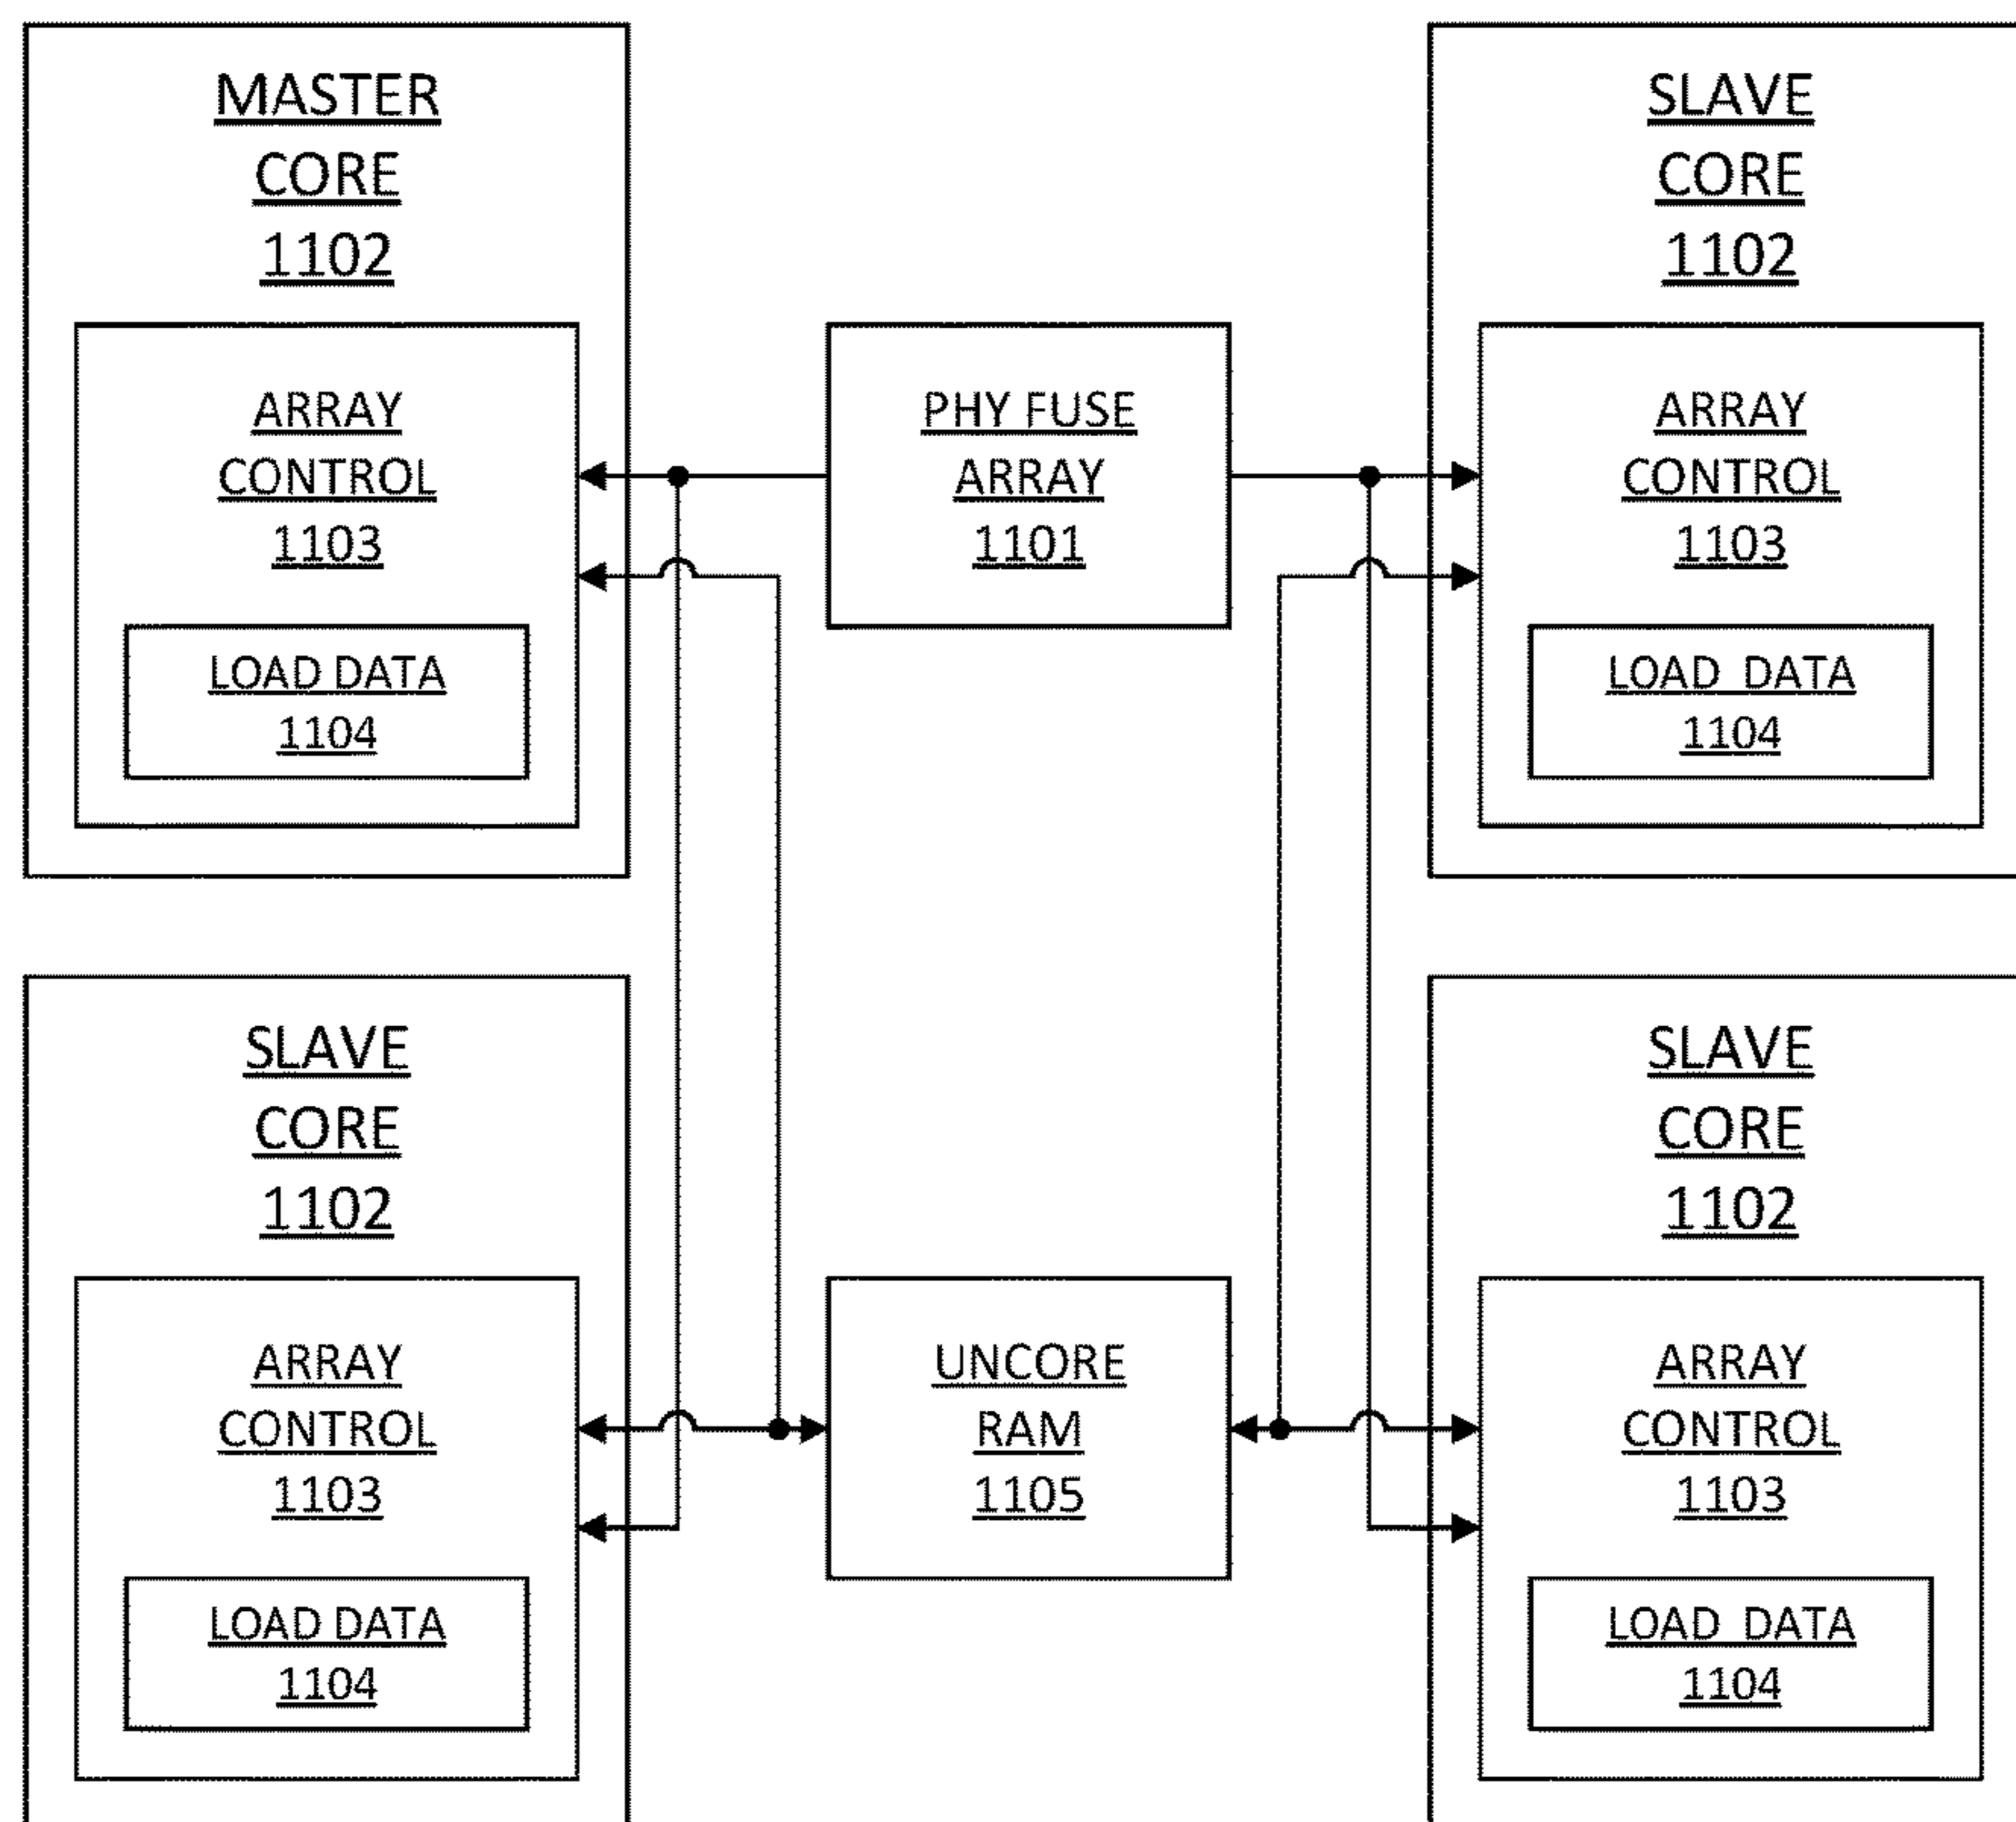 MASTER
CORE
1102
ARRAY
CONTROL
1103
LOAD DATA
1104
PHY FUSE
ARRAY
1101
SLAVE
CORE
1102
ARRAY
CONTROL
1103
LOAD DATA
1104
SLAVE
CORE
1102
ARRAY
CONTROL
1103
LOAD DATA
1104
UNCORE
RAM
1105
SLAVE
CORE
1102
ARRAY
CONTROL
1103
LOAD DATA
1104